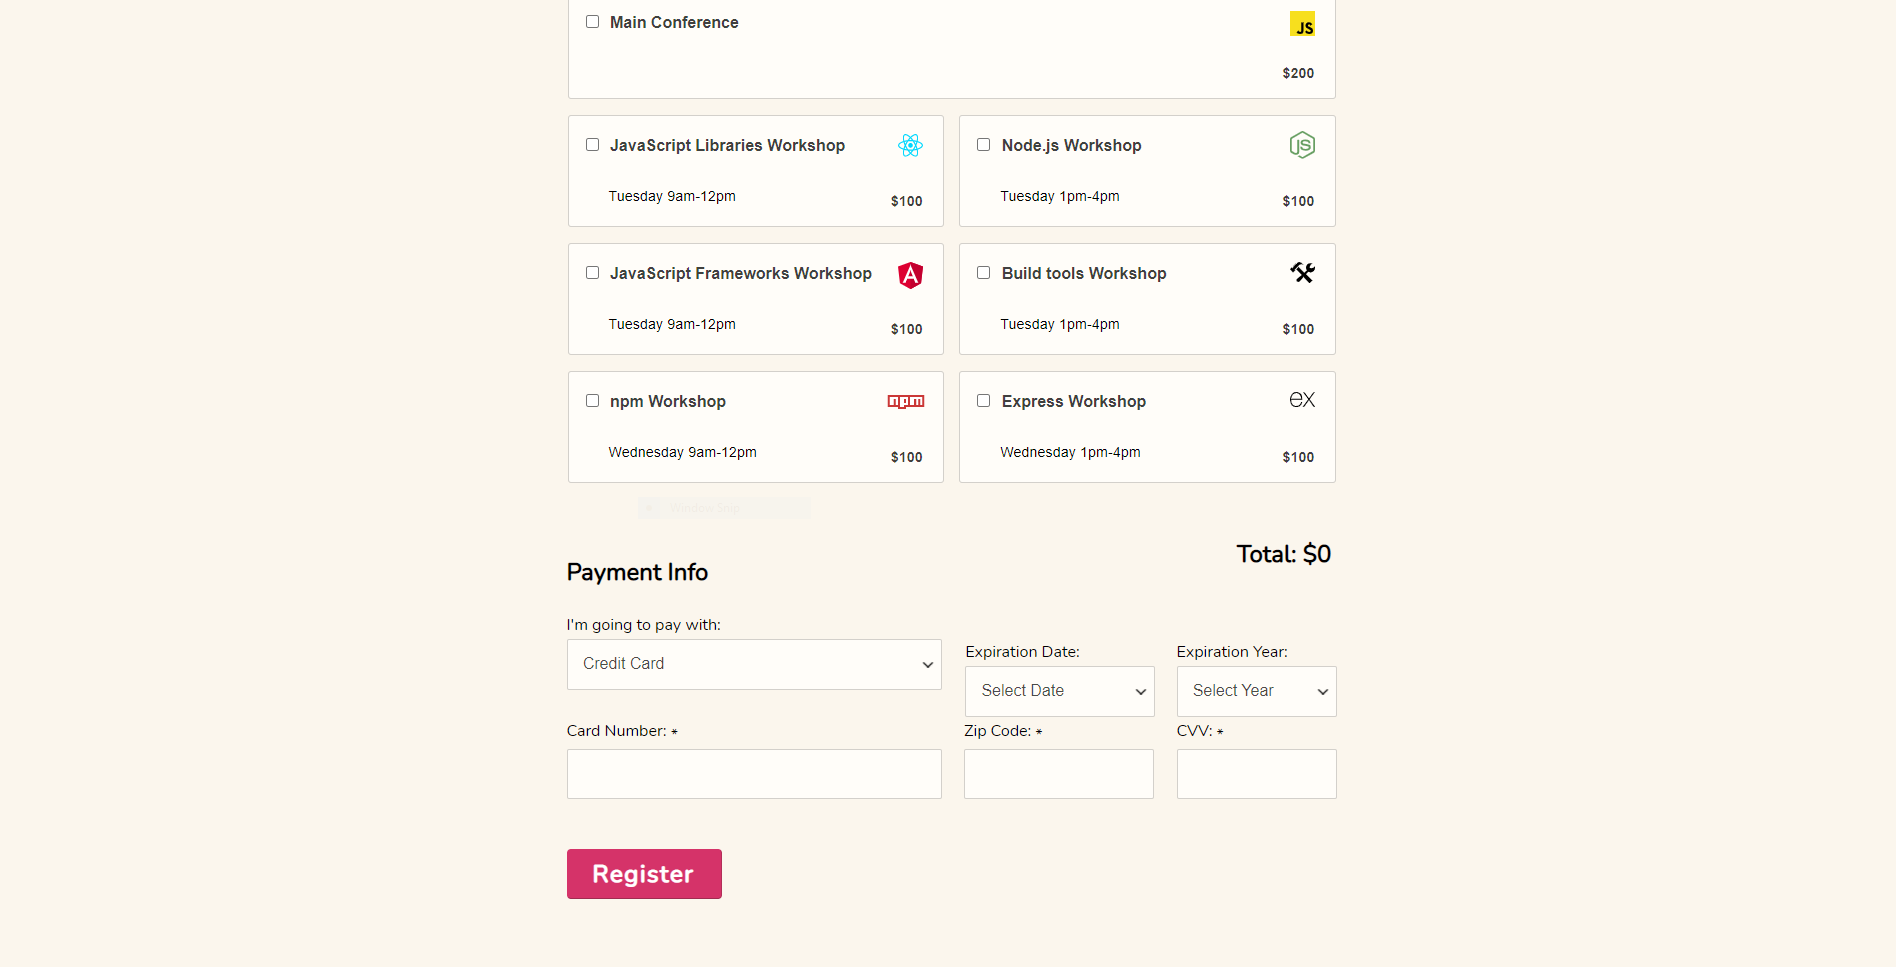 Main Conference
JS
$200
JavaScript Libraries Workshop
Tuesday 9am-12pm
$100
Node.js Workshop
JS
Tuesday 1pm-4pm
$100
JavaScript Frameworks Workshop
A
Tuesday 9am-12pm
$100
Build tools Workshop
Tuesday 1pm-4pm
$100
npm Workshop
npm
Wednesday 9am-12pm
$100
Express Workshop
ex
Wednesday 1pm-4pm
$100
Window Snip
Total: $0
Payment Info
I'm going to pay with:
Credit Card
Expiration Date:
Select Date
Expiration Year:
Select Year
Card Number: *
Zip Code: *
CVV: *
Register